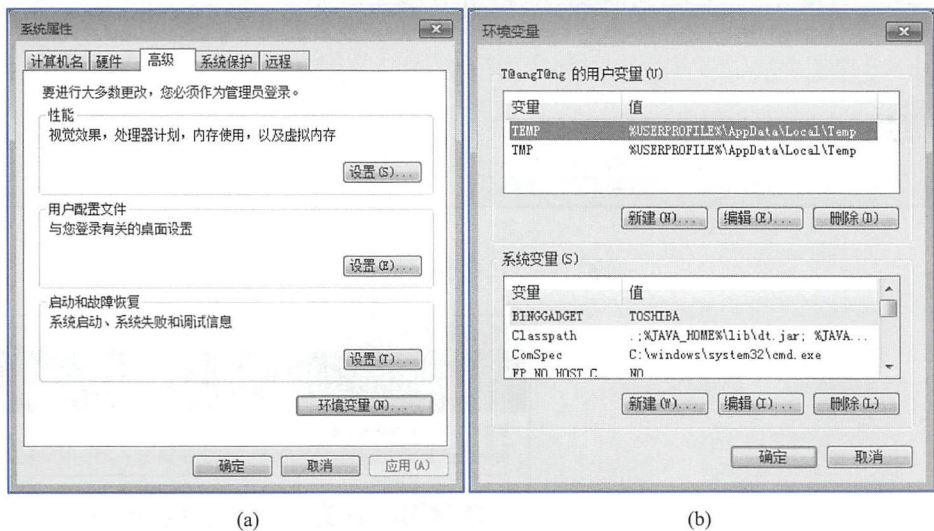 系统属性
计算机名 硬件 高级 系统保护 远程
要进行大多数更改，您必须作为管理员登录。
性能
视觉效果，处理器计划，内存使用，以及虚拟内存
设置(S)...
用户配置文件
与您登录有关的桌面设置
设置(E)...
启动和故障恢复
系统启动、系统失败和调试信息
设置(T)...
环境变量(N)...
确定 取消 应用(A)
(a)
环境变量
T@angT@ng 的用户变量(U)
变量 值
TEMP %USERPROFILE%\AppData\Local\Temp
TMP %USERPROFILE%\AppData\Local\Temp
新建(N)... 编辑(E)... 删除(D)
系统变量(S)
变量 值
BINGGADGET TOSHIBA
Classpath .;%JAVA_HOME%\lib\dt.jar; %JAVA...
ComSpec C:\windows\system32\cmd.exe
FP_NO_HOST_C NO
新建(W)... 编辑(I)... 删除(L)
确定 取消
(b)